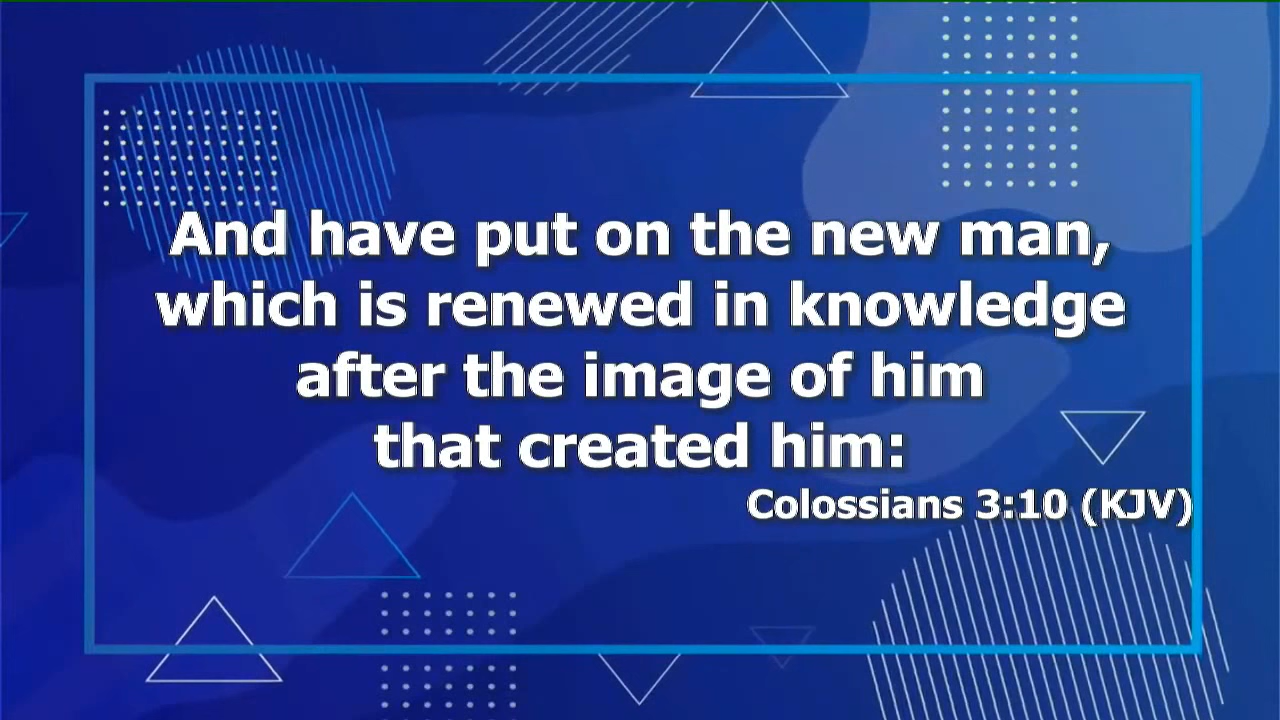 And have put on the new man,
which is renewed in knowledge
after the image of him
that created him:
Colossians 3:10 (KJV)